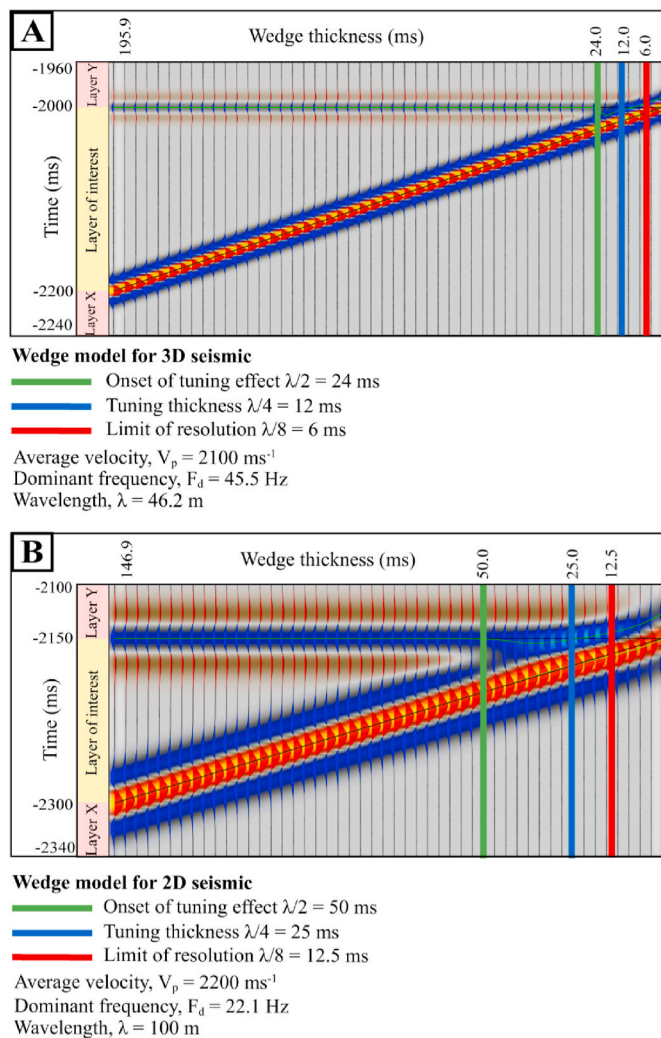 A
195.9
Wedge thickness (ms)
24.0
12.0
6.0
-1960
-2000
-2200
-2240
Time (ms)
Layer Y
Layer of interest
Layer X
Wedge model for 3D seismic
Onset of tuning effect λ/2 = 24 ms
Tuning thickness λ/4 = 12 ms
Limit of resolution λ/8 = 6 ms
Average velocity, Vₚ = 2100 ms⁻¹
Dominant frequency, F_d = 45.5 Hz
Wavelength, λ = 46.2 m
B
146.9
Wedge thickness (ms)
50.0
25.0
12.5
-2100
-2150
-2300
-2340
Time (ms)
Layer Y
Layer of interest
Layer X
Wedge model for 2D seismic
Onset of tuning effect λ/2 = 50 ms
Tuning thickness λ/4 = 25 ms
Limit of resolution λ/8 = 12.5 ms
Average velocity, Vₚ = 2200 ms⁻¹
Dominant frequency, F_d = 22.1 Hz
Wavelength, λ = 100 m